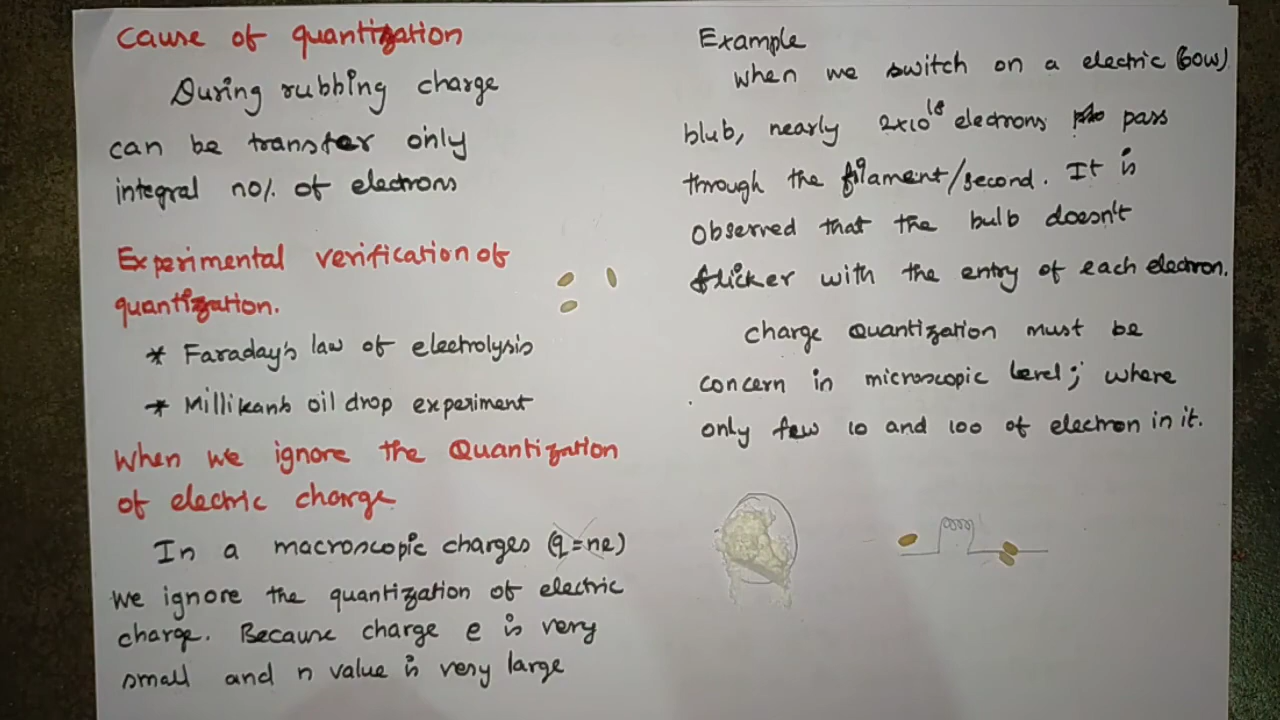 Cause of quantization
During rubbing charge
can be transfer only
integral no/. of electrons
Experimental verification of
quantization.
* Faraday's law of electrolysis
* Millikan's oil drop experiment
When we ignore the Quantization
of electric charge
In a macroscopic charges (q=ne)
we ignore the quantization of electric
charge. Because charge e is very
small and n value is very large
Example
When we switch on a electric (60W)
blub, nearly 2×10¹⁸ electrons pass
through the filament/second. It is
observed that the bulb doesn't
flicker with the entry of each electron.
charge Quantization must be
concern in microscopic level; where
only few 10 and 100 of electron in it.